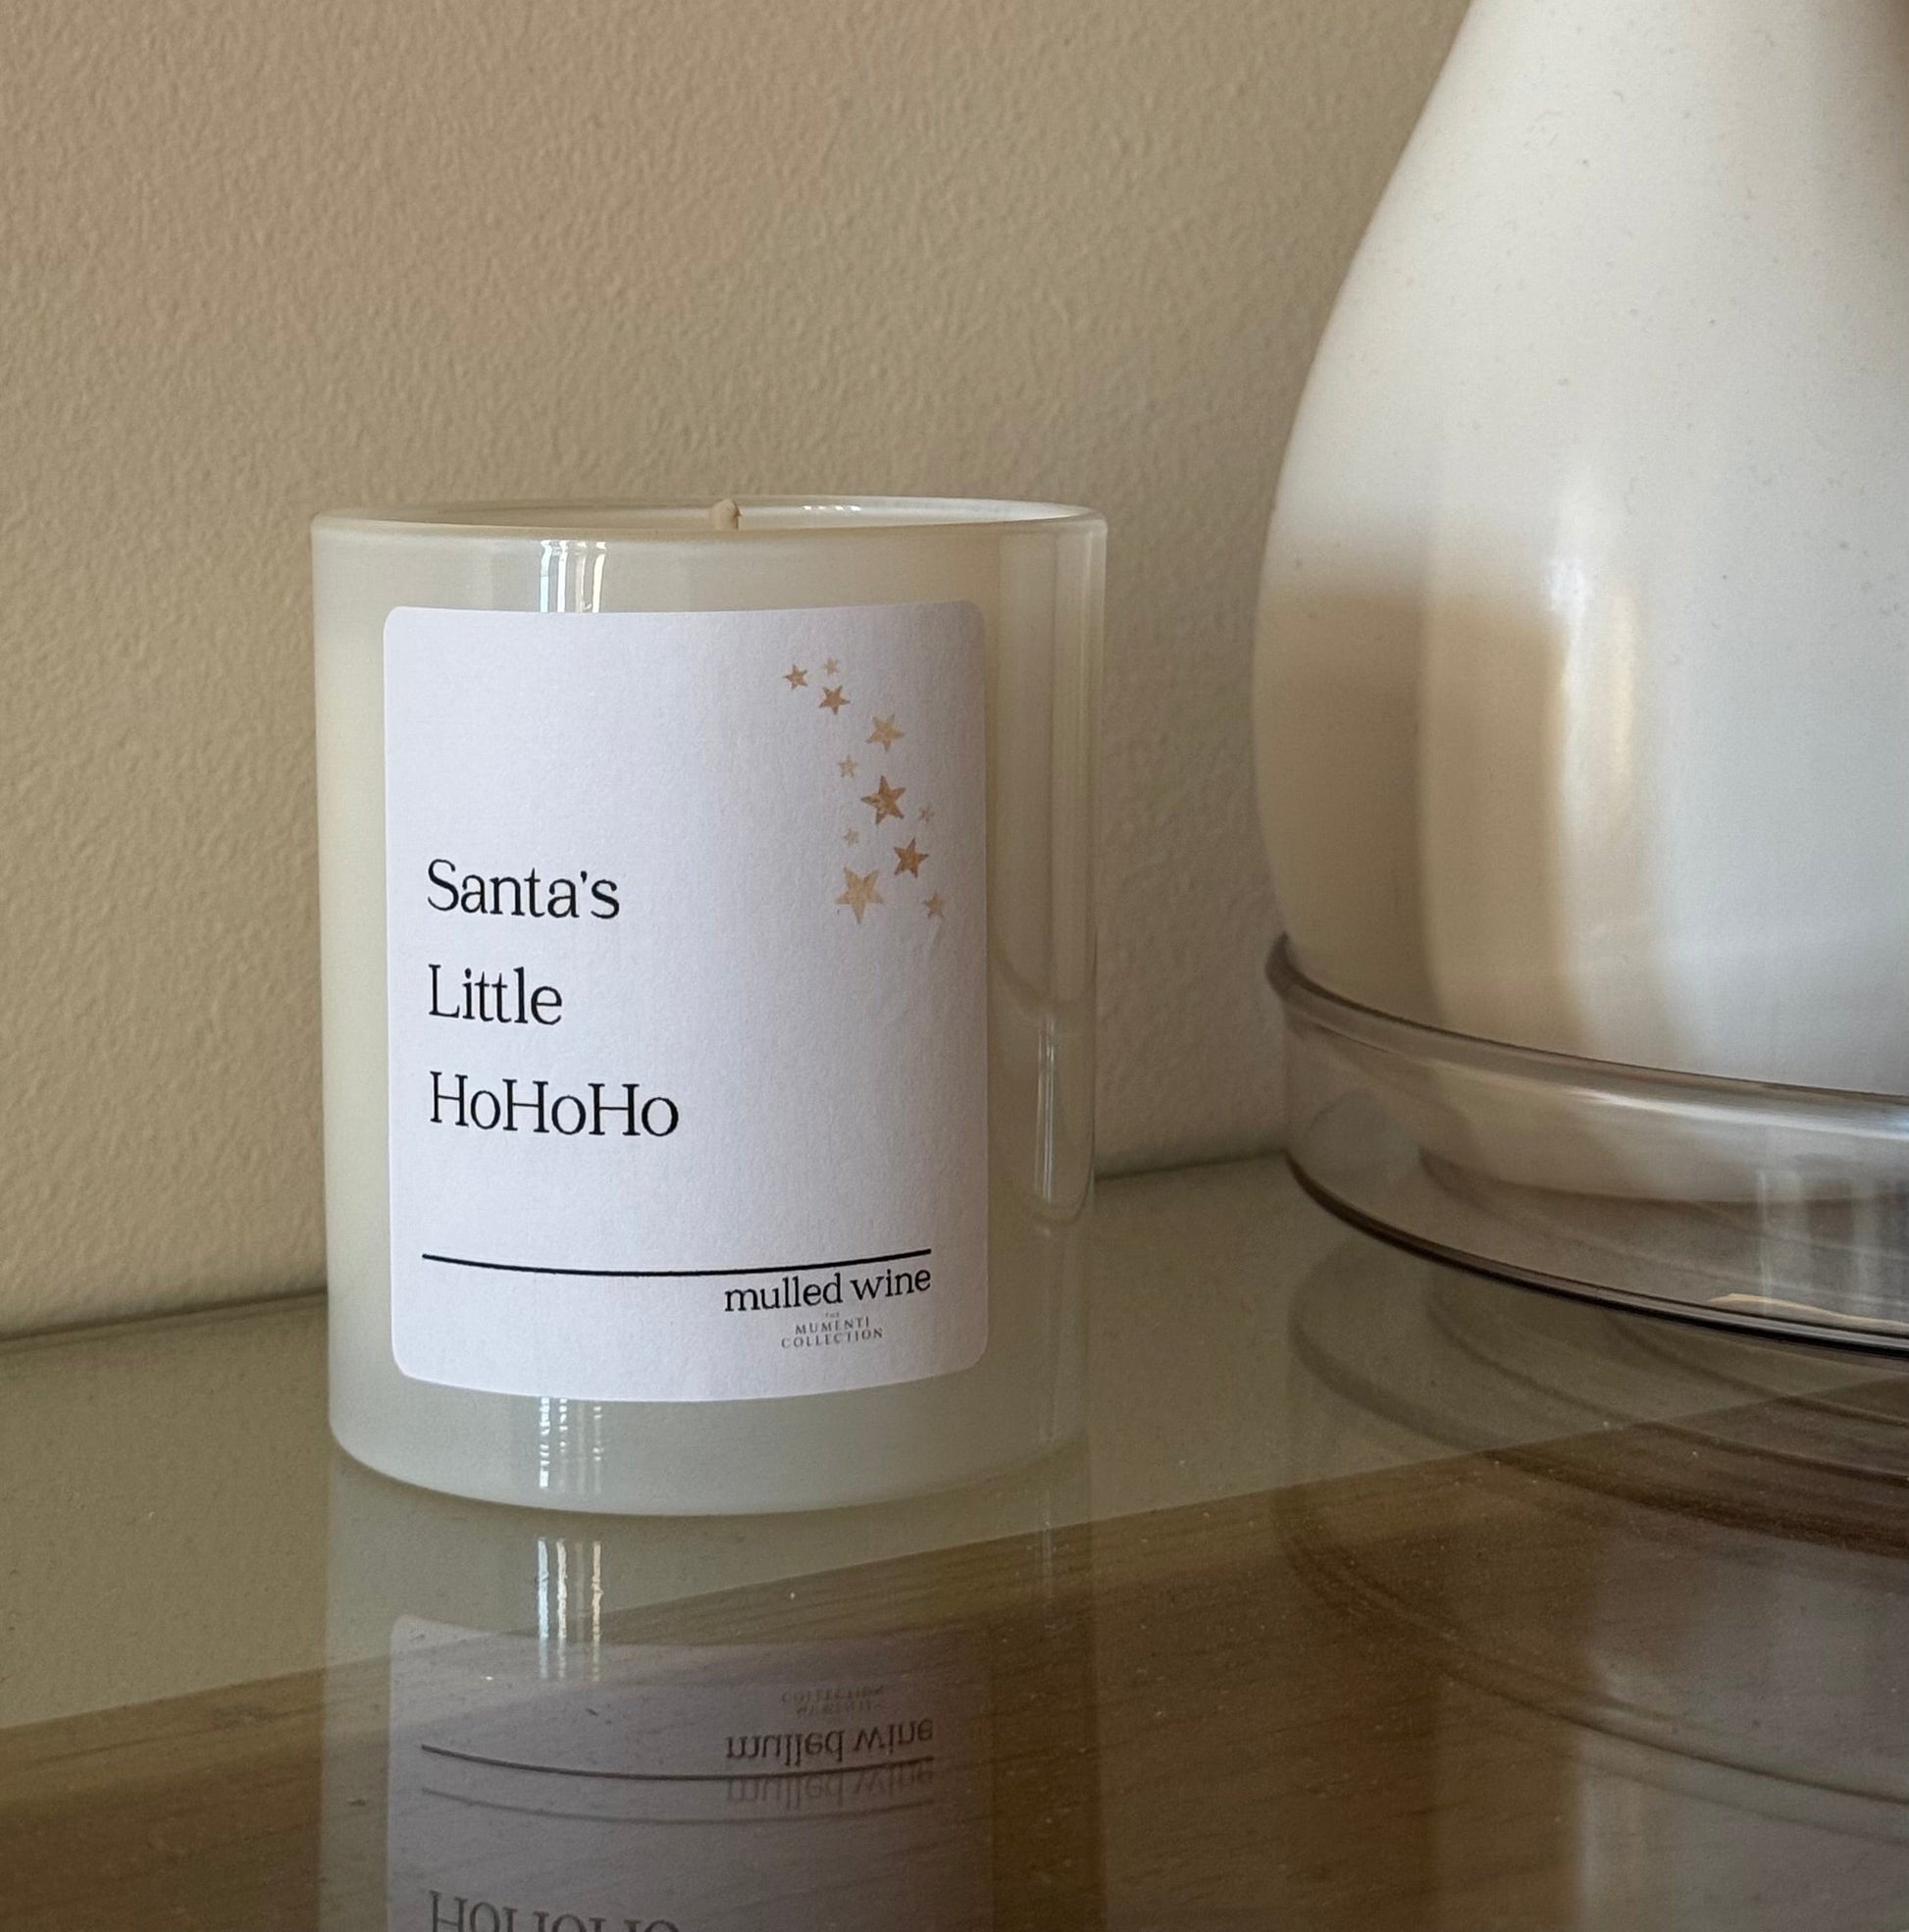 Santa's
Little
HoHoHo
mulled wine
THE
MUMENTI
COLLECTION